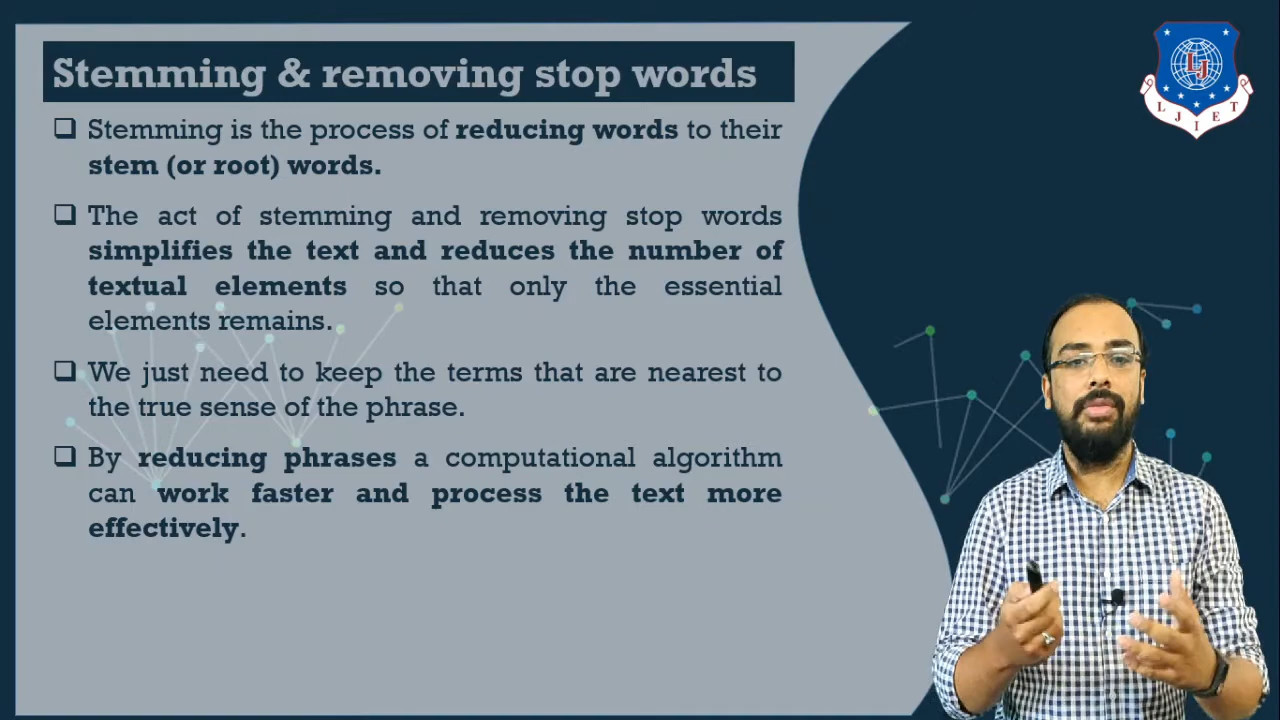 Stemming & removing stop words
❑ Stemming is the process of reducing words to their
stem (or root) words.
❑ The act of stemming and removing stop words
simplifies the text and reduces the number of
textual elements so that only the essential
elements remains.
❑ We just need to keep the terms that are nearest to
the true sense of the phrase.
❑ By reducing phrases a computational algorithm
can work faster and process the text more
effectively.
LJ
L J I E T